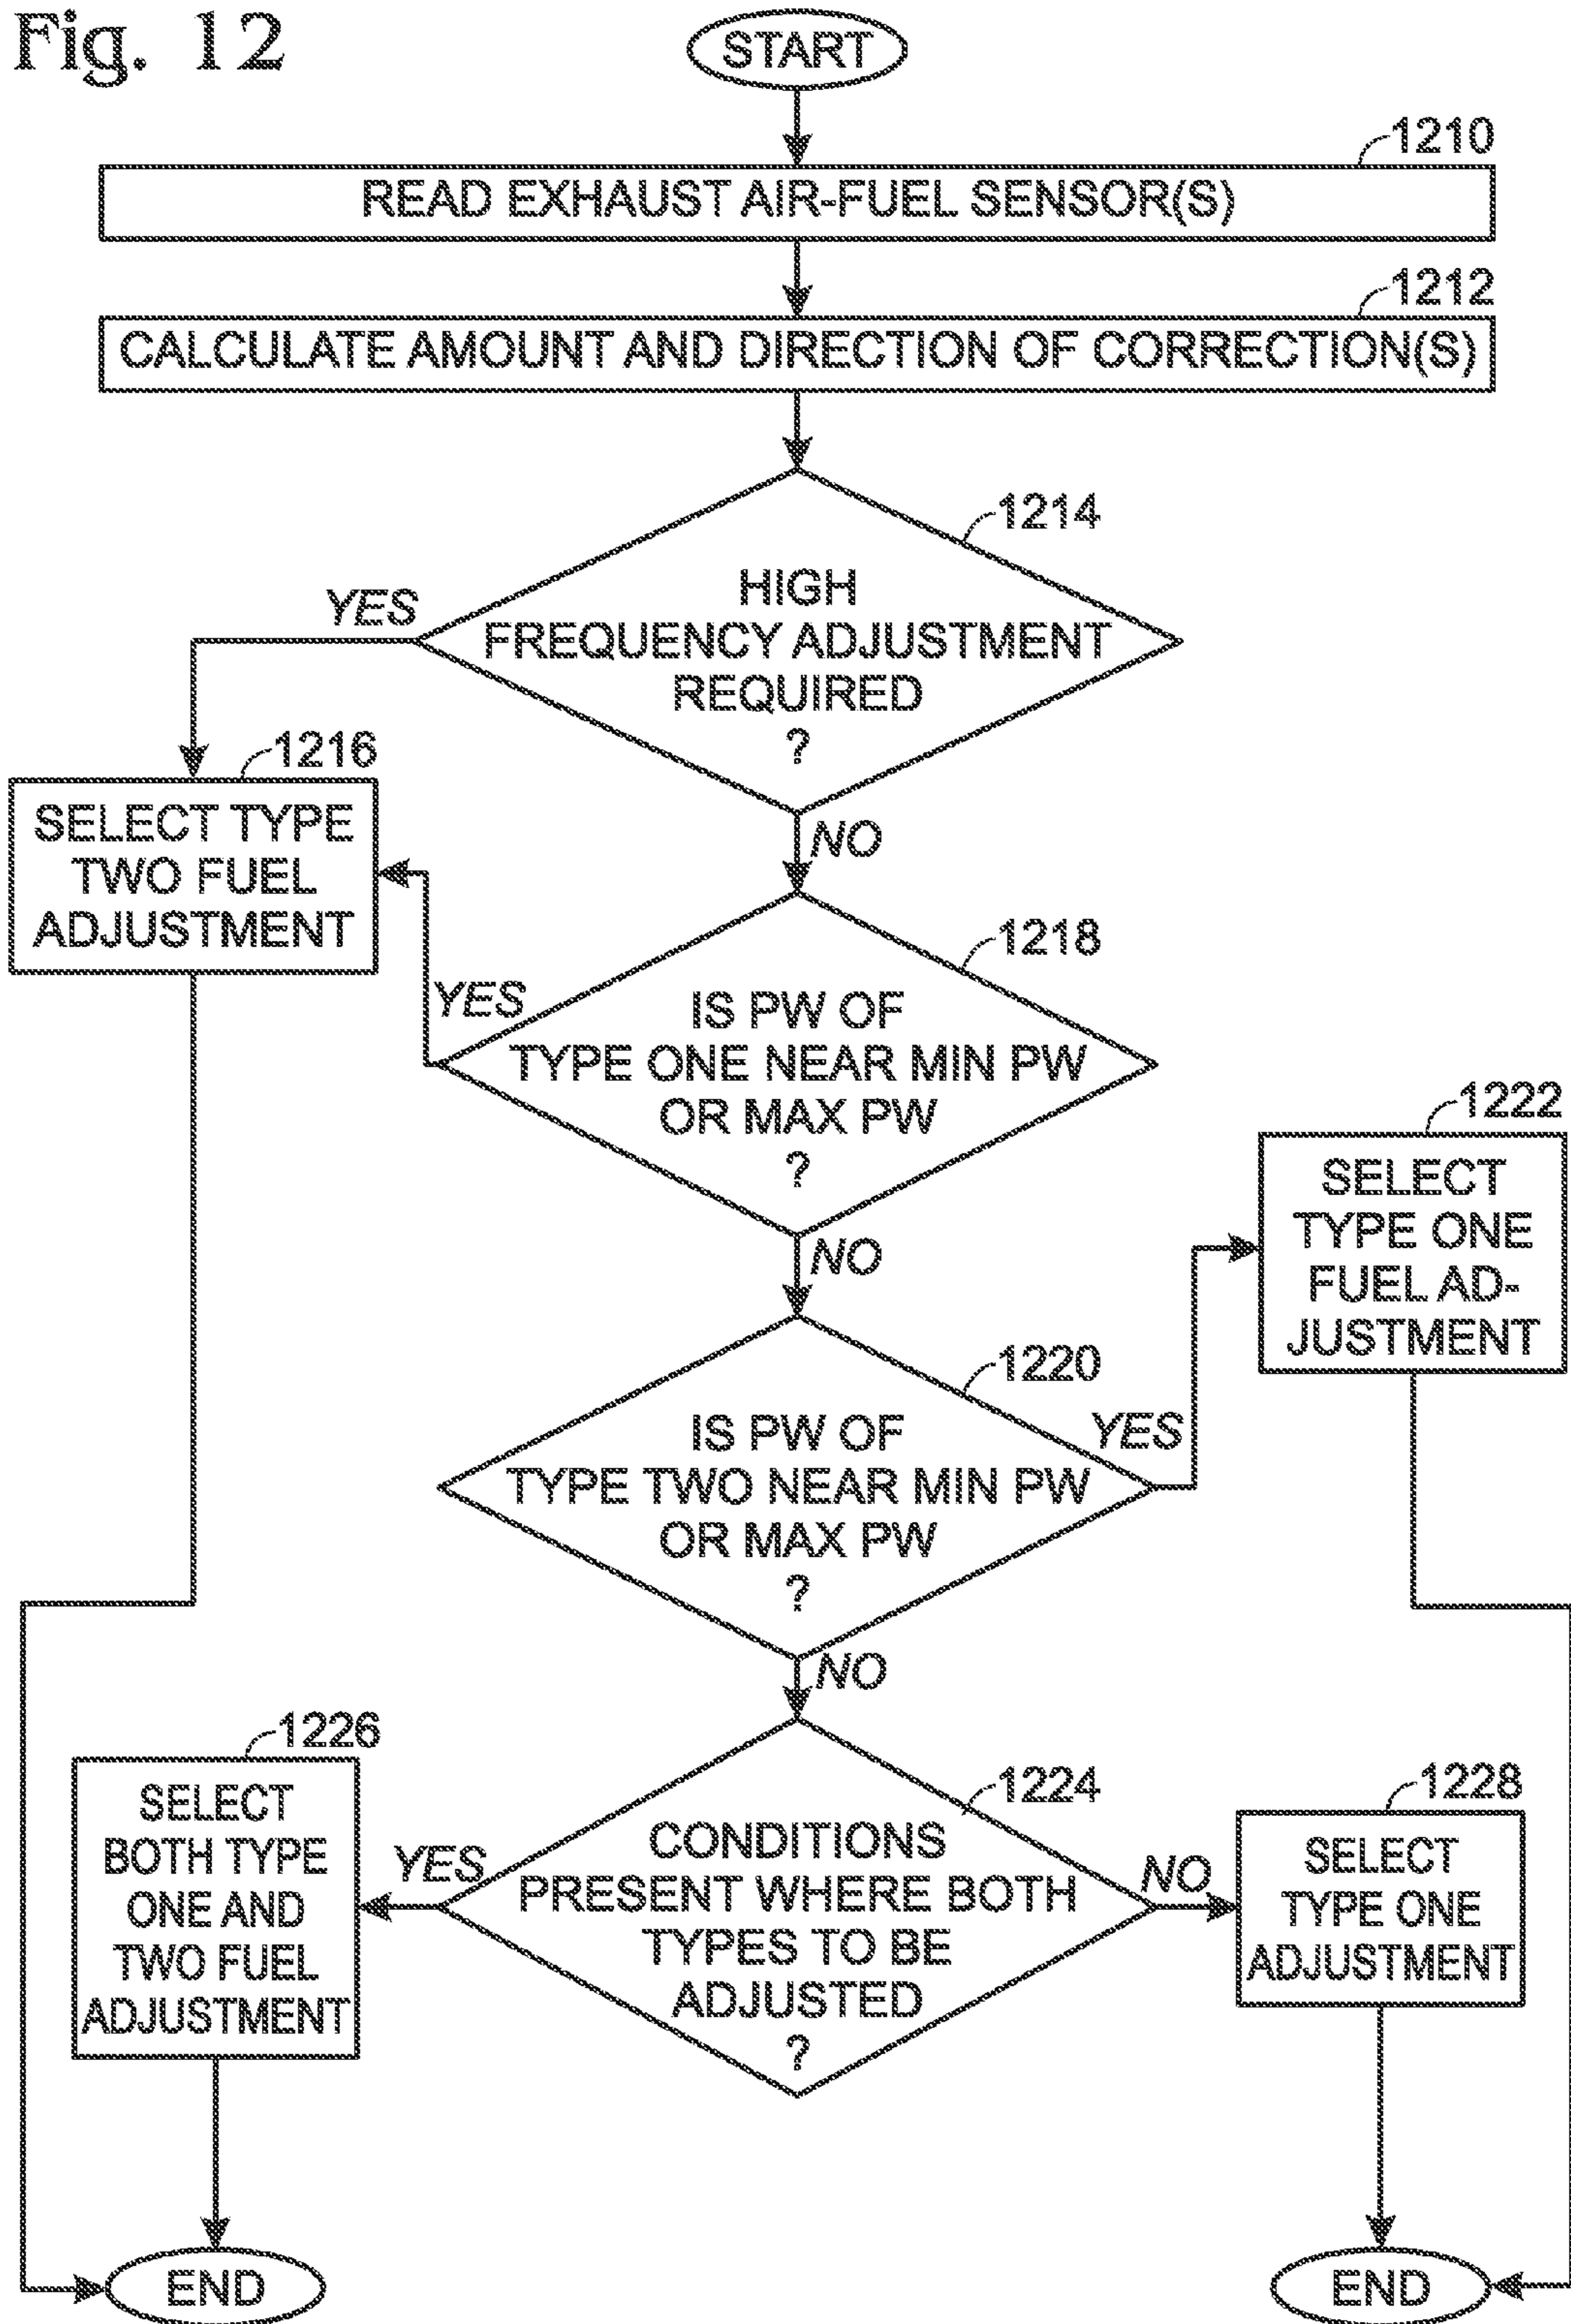 Fig. 12
START
1210
READ EXHAUST AIR-FUEL SENSOR(S)
1212
CALCULATE AMOUNT AND DIRECTION OF CORRECTION(S)
1214
HIGH
FREQUENCY ADJUSTMENT
REQUIRED
?
YES
NO
1216
SELECT TYPE
TWO FUEL
ADJUSTMENT
1218
IS PW OF
TYPE ONE NEAR MIN PW
OR MAX PW
?
YES
NO
1222
SELECT
TYPE ONE
FUEL AD-
JUSTMENT
1220
IS PW OF
TYPE TWO NEAR MIN PW
OR MAX PW
?
YES
NO
1226
SELECT
BOTH TYPE
ONE AND
TWO FUEL
ADJUSTMENT
1224
CONDITIONS
PRESENT WHERE BOTH
TYPES TO BE
ADJUSTED
?
YES
NO
1228
SELECT
TYPE ONE
ADJUSTMENT
END
END